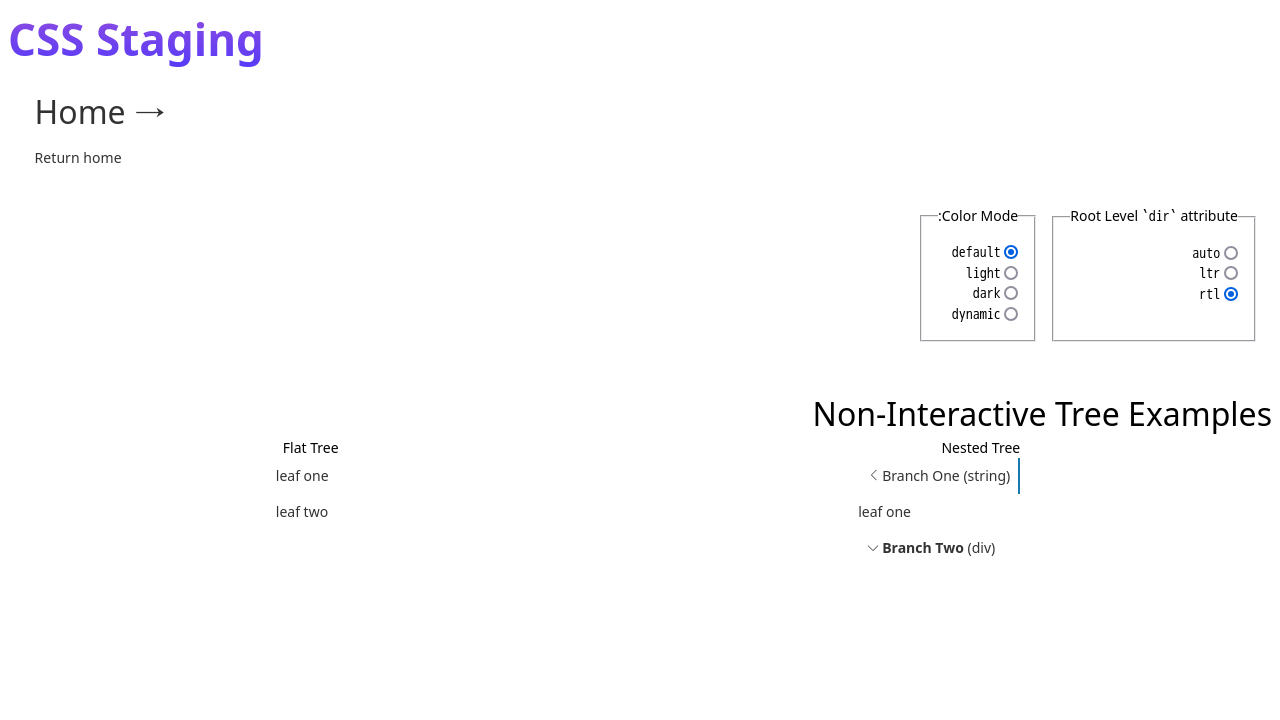 CSS Staging
Home →
Return home
:Color Mode
default
light
dark
dynamic
Root Level `dir` attribute
auto
ltr
rtl
Non-Interactive Tree Examples
Flat Tree
leaf one
leaf two
Nested Tree
Branch One (string)
leaf one
Branch Two (div)